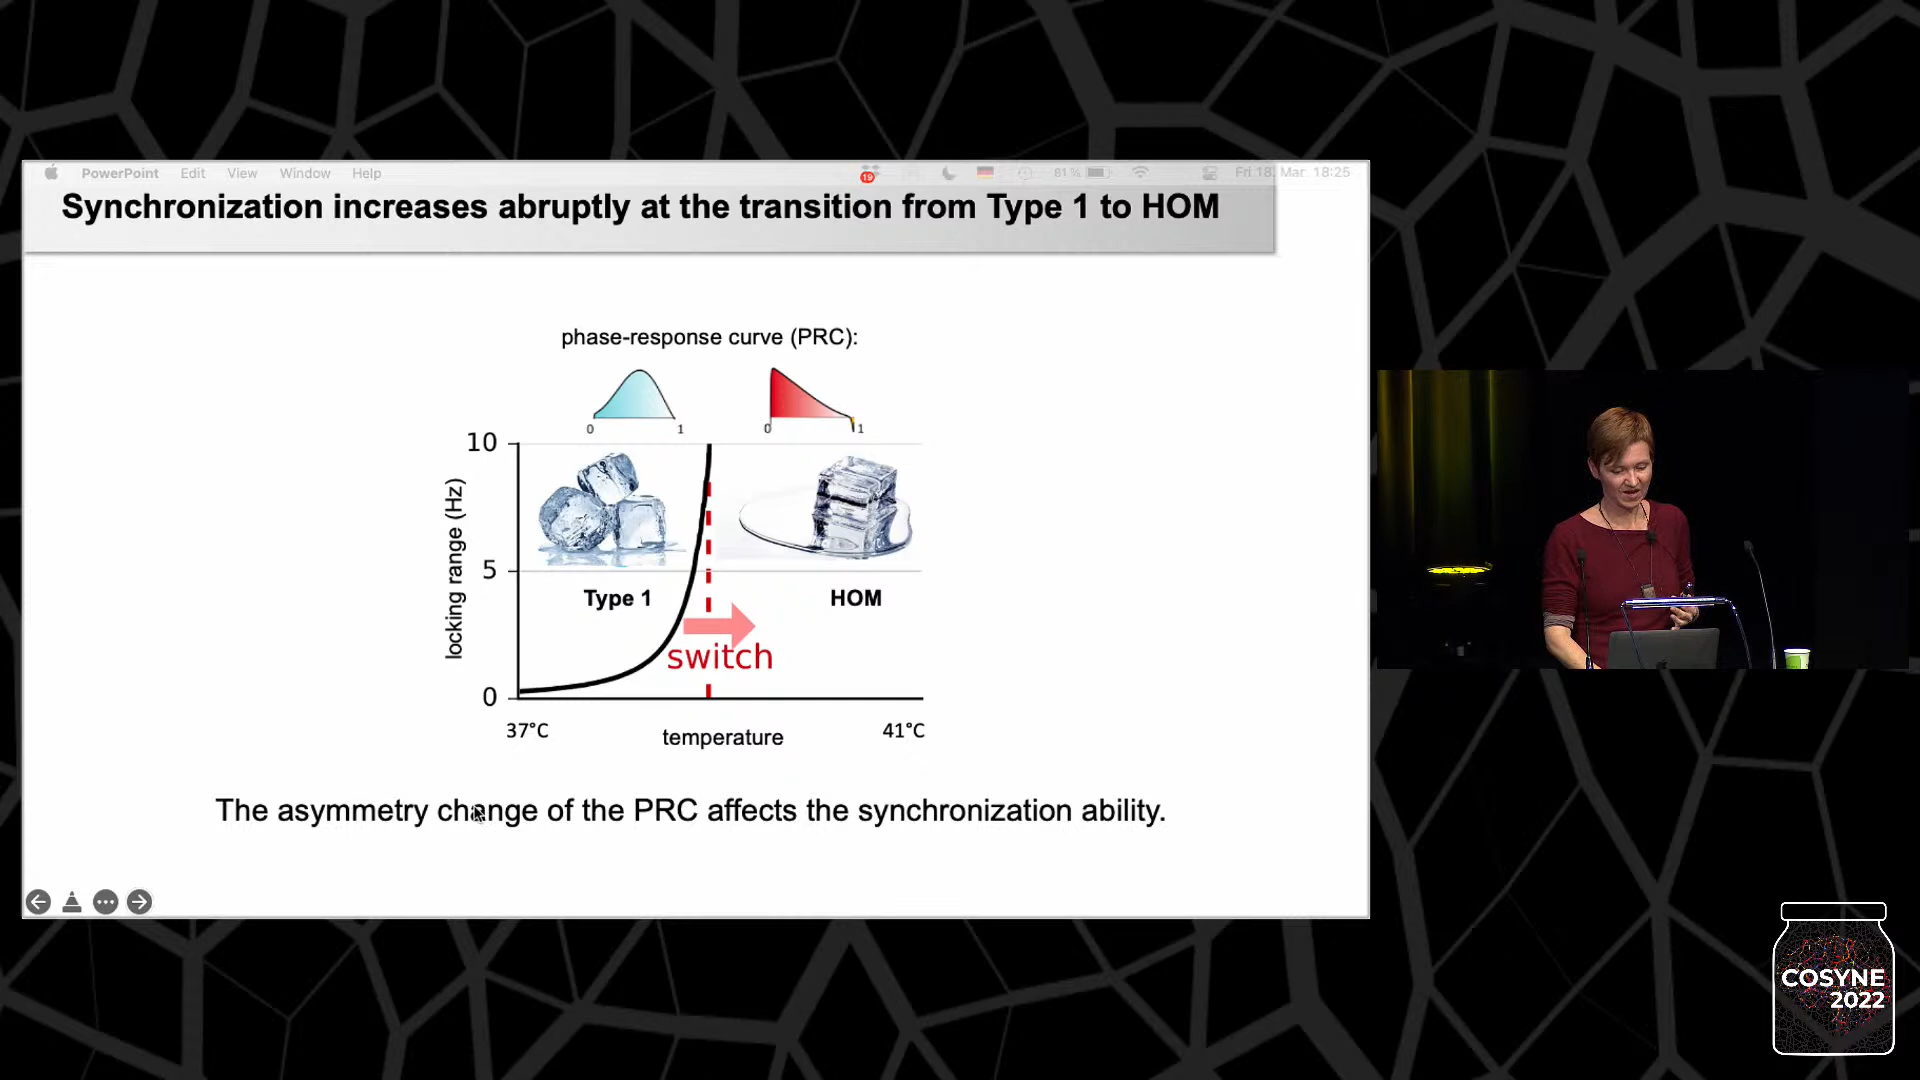 PowerPoint Edit View Window Help 19 81 % Fri 18. Mar 18:25
Synchronization increases abruptly at the transition from Type 1 to HOM
phase-response curve (PRC):
0 1 0 1
10
5
0
locking range (Hz)
Type 1
HOM
switch
37°C
temperature
41°C
The asymmetry change of the PRC affects the synchronization ability.
COSYNE
2022